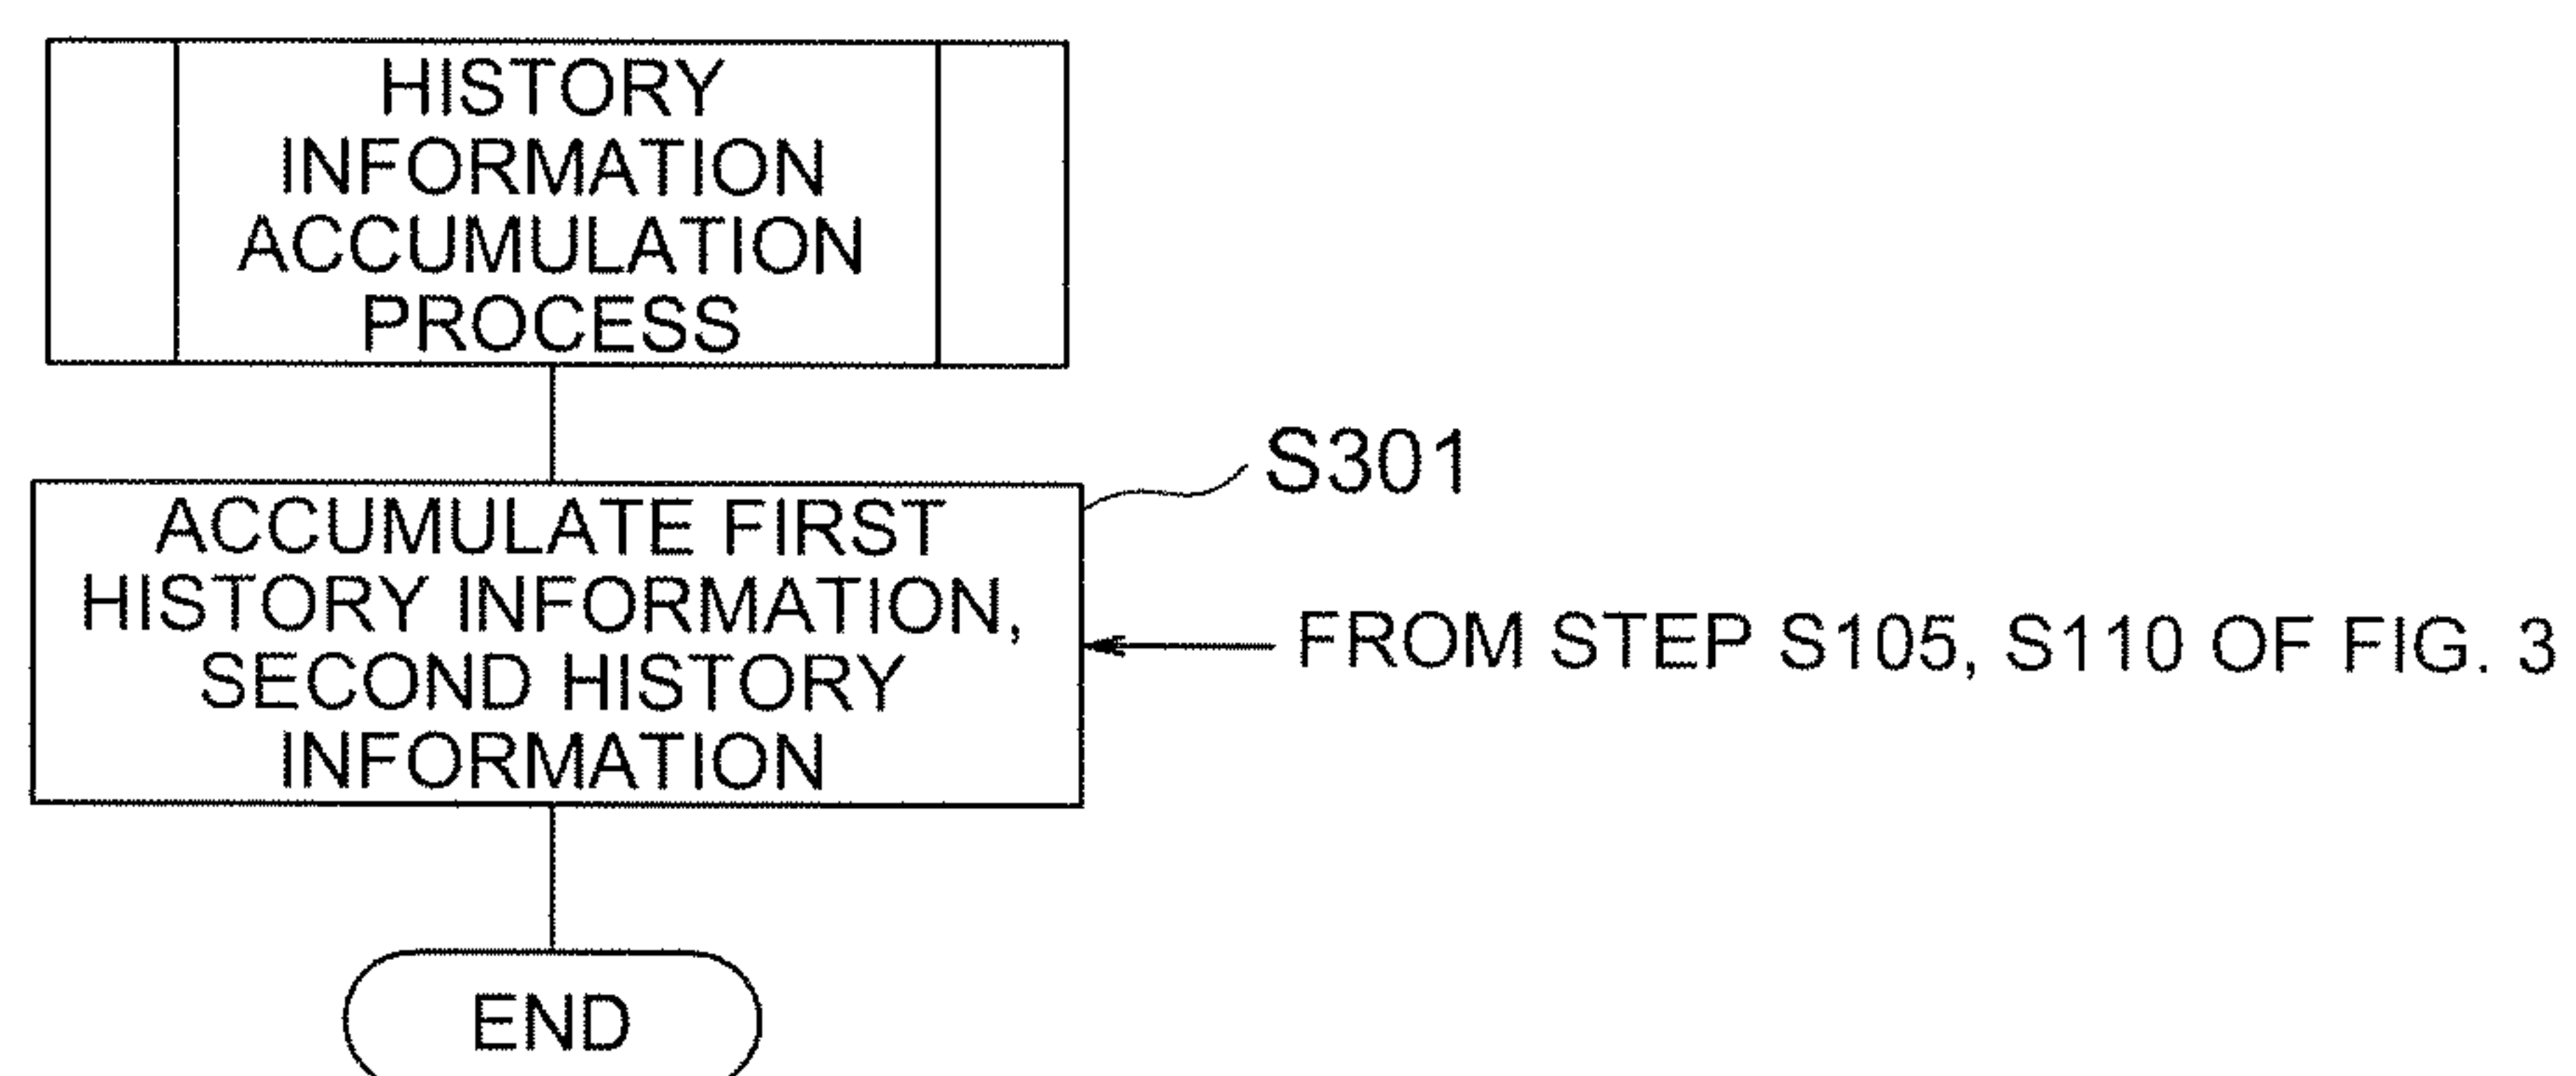 HISTORY
INFORMATION
ACCUMULATION
PROCESS
S301
ACCUMULATE FIRST
HISTORY INFORMATION,
SECOND HISTORY
INFORMATION
FROM STEP S105, S110 OF FIG. 3
END